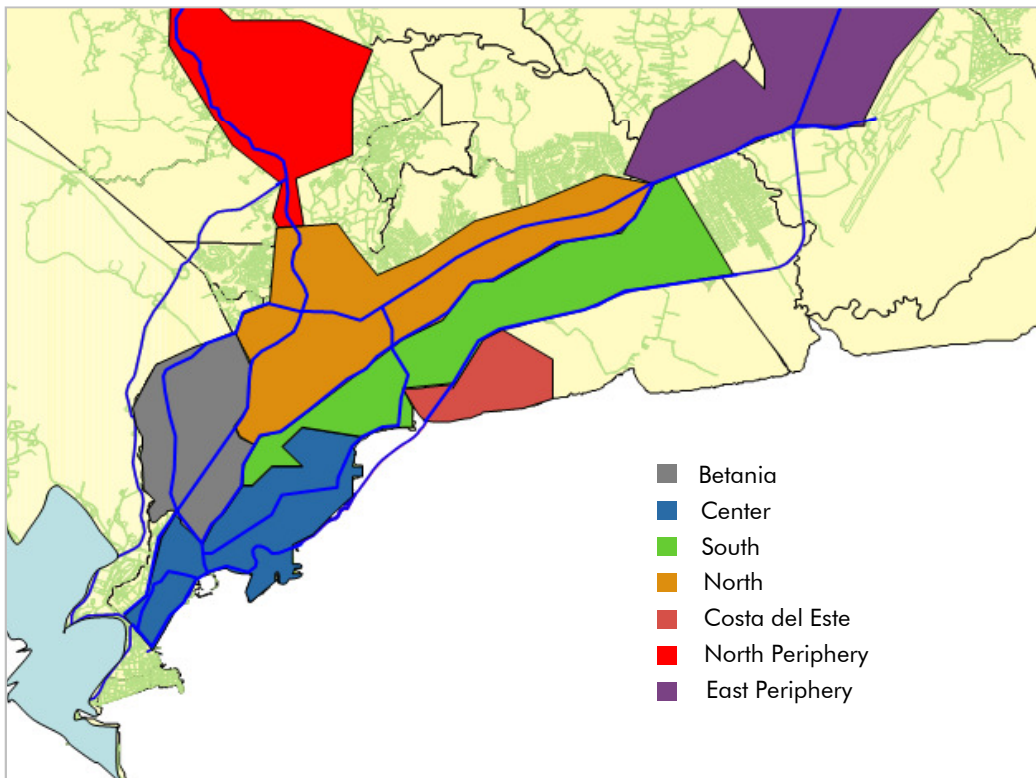 Betania
Center
South
North
Costa del Este
North Periphery
East Periphery